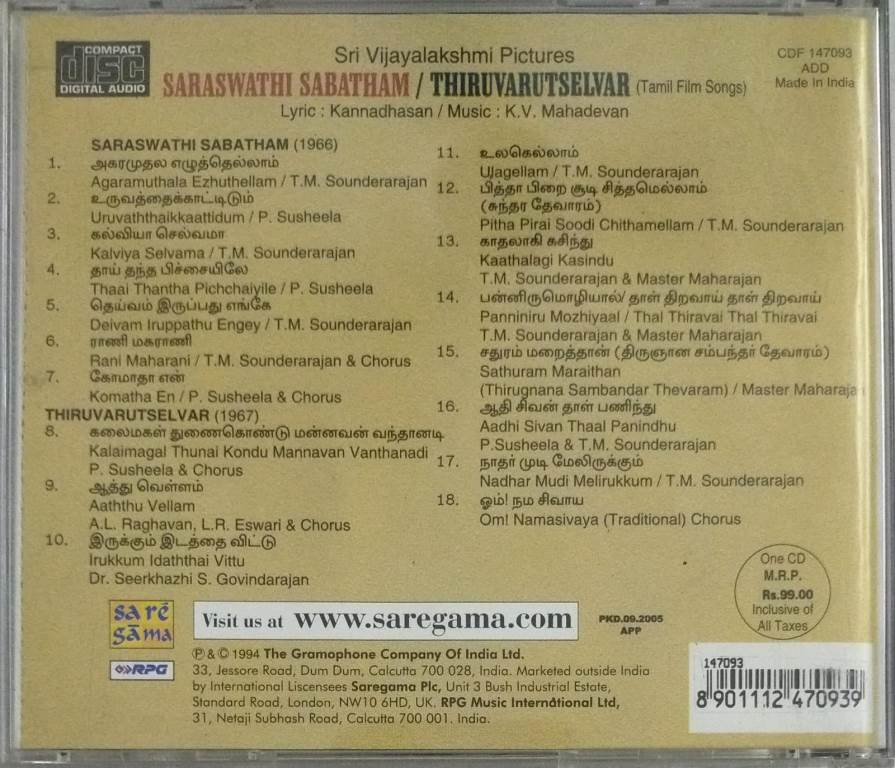 COMPACT
disc
DIGITAL AUDIO
Sri Vijayalakshmi Pictures
SARASWATHI SABATHAM / THIRUVARUTSELVAR (Tamil Film Songs)
Lyric : Kannadhasan / Music : K.V. Mahadevan
CDF 147093
ADD
Made In India
SARASWATHI SABATHAM (1966)
1. அகரமுதல எழுத்தெல்லாம்
Agaramuthala Ezhuthellam / T.M. Sounderarajan
2. உருவத்தைக்காட்டிடும்
Uruvaththaikkaattidum / P. Susheela
3. கல்வியா செல்வமா
Kalviya Selvama / T.M. Sounderarajan
4. தாய் தந்த பிச்சையிலே
Thaai Thantha Pichchaiyile / P. Susheela
5. தெய்வம் இருப்பது எங்கே
Deivam Iruppathu Engey / T.M. Sounderarajan
6. ராணி மகராணி
Rani Maharani / T.M. Sounderarajan & Chorus
7. கோமாதா என்
Komatha En / P. Susheela & Chorus
THIRUVARUTSELVAR (1967)
8. கலைமகள் துணைகொண்டு மன்னவன் வந்தானடி
Kalaimagal Thunai Kondu Mannavan Vanthanadi
P. Susheela & Chorus
9. ஆத்து வெள்ளம்
Aaththu Vellam
A.L. Raghavan, L.R. Eswari & Chorus
10. இருக்கும் இடத்தை விட்டு
Irukkum Idaththai Vittu
Dr. Seerkhazhi S. Govindarajan
11. உலகெல்லாம்
Ulagellam / T.M. Sounderarajan
12. பித்தா பிறை சூடி சித்தமெல்லாம்
(சுந்தர தேவாரம்)
Pitha Pirai Soodi Chithamellam / T.M. Sounderarajan
13. காதலாகி கசிந்து
Kaathalagi Kasindu
T.M. Sounderarajan & Master Maharajan
14. பன்னிருமொழியால்/ தாள் திறவாய் தாள் திறவாய்
Panniniru Mozhiyaal / Thal Thiravai Thal Thiravai
T.M. Sounderarajan & Master Maharajan
15. சதுரம் மறைத்தான் (திருஞான சம்பந்தர் தேவாரம்)
Sathuram Maraithan
(Thirugnana Sambandar Thevaram) / Master Maharajan
16. ஆதி சிவன் தாள் பணிந்து
Aadhi Sivan Thaal Panindhu
P.Susheela & T.M. Sounderarajan
17. நாதர் முடி மேலிருக்கும்
Nadhar Mudi Melirukkum / T.M. Sounderarajan
18. ஓம்! நம சிவாய
Om! Namasivaya (Traditional) Chorus
One CD
M.R.P.
Rs.99.00
Inclusive of
All Taxes
sa rē
gāma
RPG
Visit us at www.saregama.com
PKD.09.2005
APP
℗ & © 1994 The Gramophone Company Of India Ltd.
33, Jessore Road, Dum Dum, Calcutta 700 028, India. Marketed outside India
by International Liscensees Saregama Plc, Unit 3 Bush Industrial Estate,
Standard Road, London, NW10 6HD, UK. RPG Music International Ltd,
31, Netaji Subhash Road, Calcutta 700 001. India.
147093
8 901112 470939